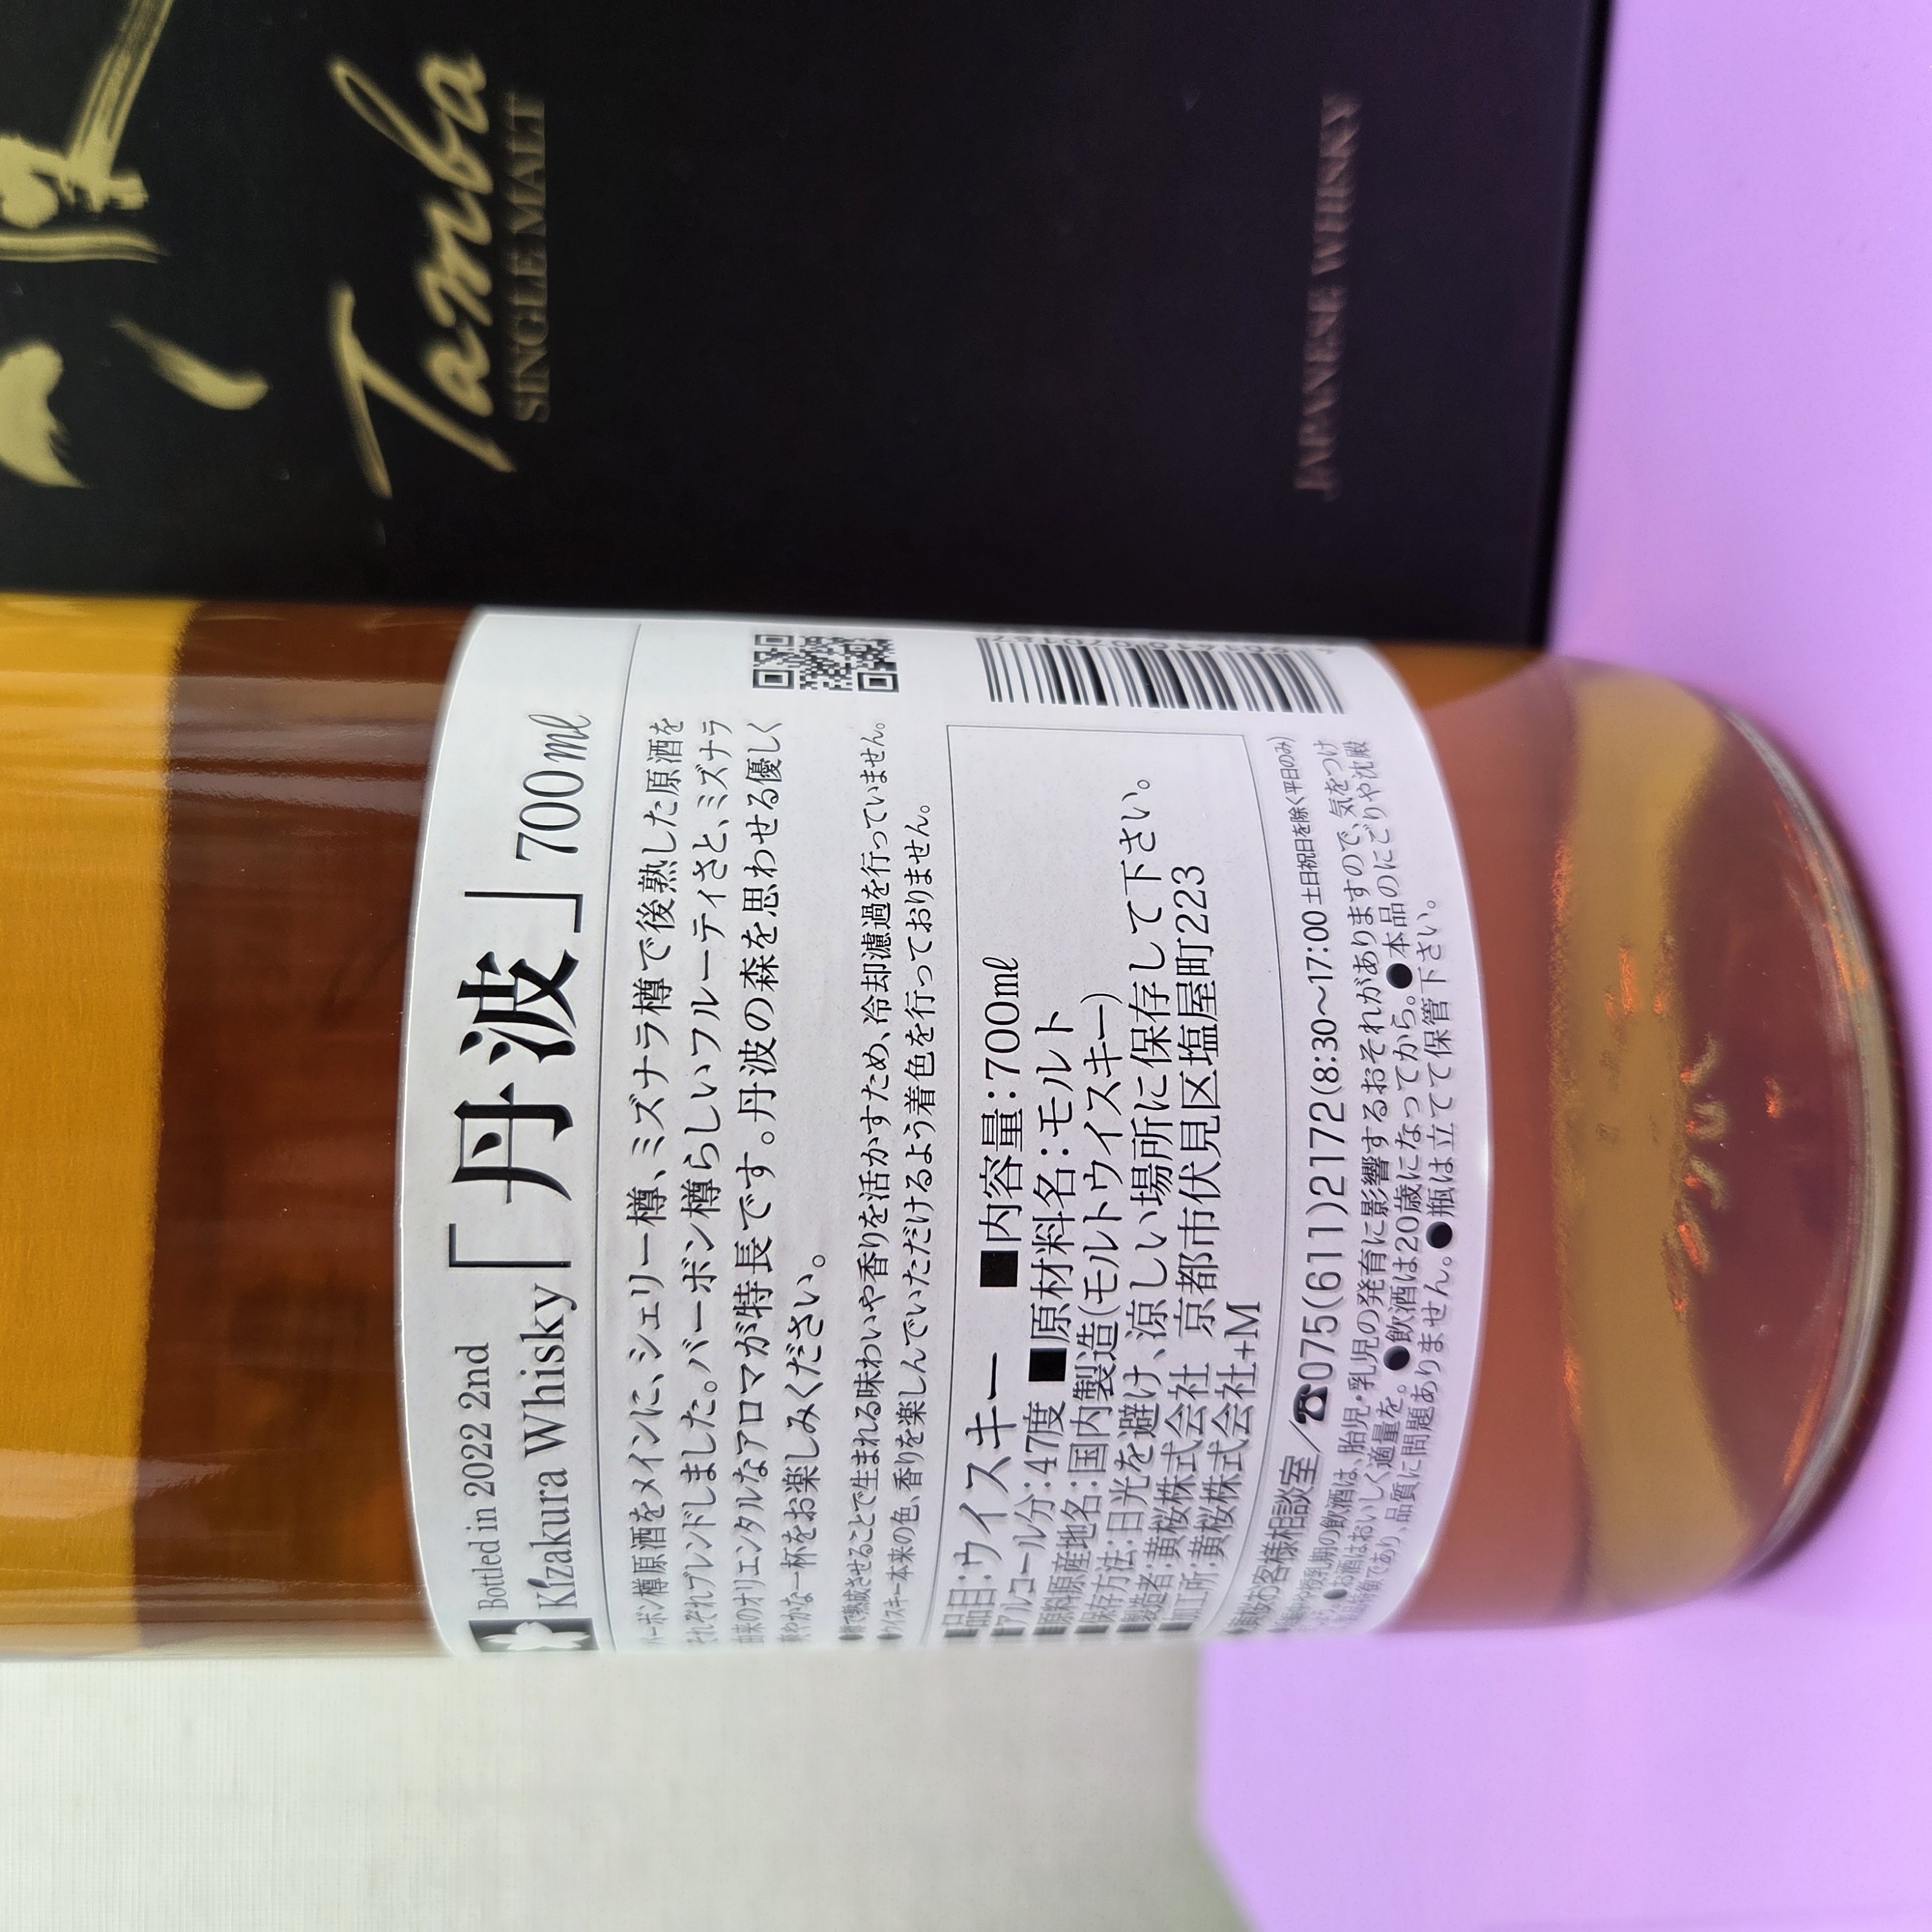 Tamba
SINGLE MALT
JAPANESE WHISKY
Bottled in 2022 2nd
Kizakura Whisky「丹波」700㎖
バーボン樽原酒をメインに、シェリー樽、ミズナラ樽で後熟した原酒を
それぞれブレンドしました。バーボン樽らしいフルーティさと、ミズナラ
由来のオリエンタルなアロマが特長です。丹波の森を思わせる優しく
爽やかな一杯をお楽しみください。
●樽で熟成させることで生まれる味わいや香りを活かすため、冷却濾過を行っていません。
●ウイスキー本来の色、香りを楽しんでいただけるよう着色を行っておりません。
■品目:ウイスキー ■内容量:700㎖
■アルコール分:47度 ■原材料名:モルト
■原料原産地名:国内製造(モルトウイスキー)
■保存方法:日光を避け、涼しい場所に保存して下さい。
■製造者:黄桜株式会社 京都市伏見区塩屋町223
■加工所:黄桜株式会社+M
お客様相談室/☎075(611)2172(8:30〜17:00 土日祝日を除く平日のみ)
の飲酒は、胎児・乳児の発育に影響するおそれがありますので、気をつけ
●お酒はおいしく適量を。●飲酒は20歳になってから。●本品のにごりや沈殿
であり、品質に問題ありません。●瓶は立てて保管下さい。